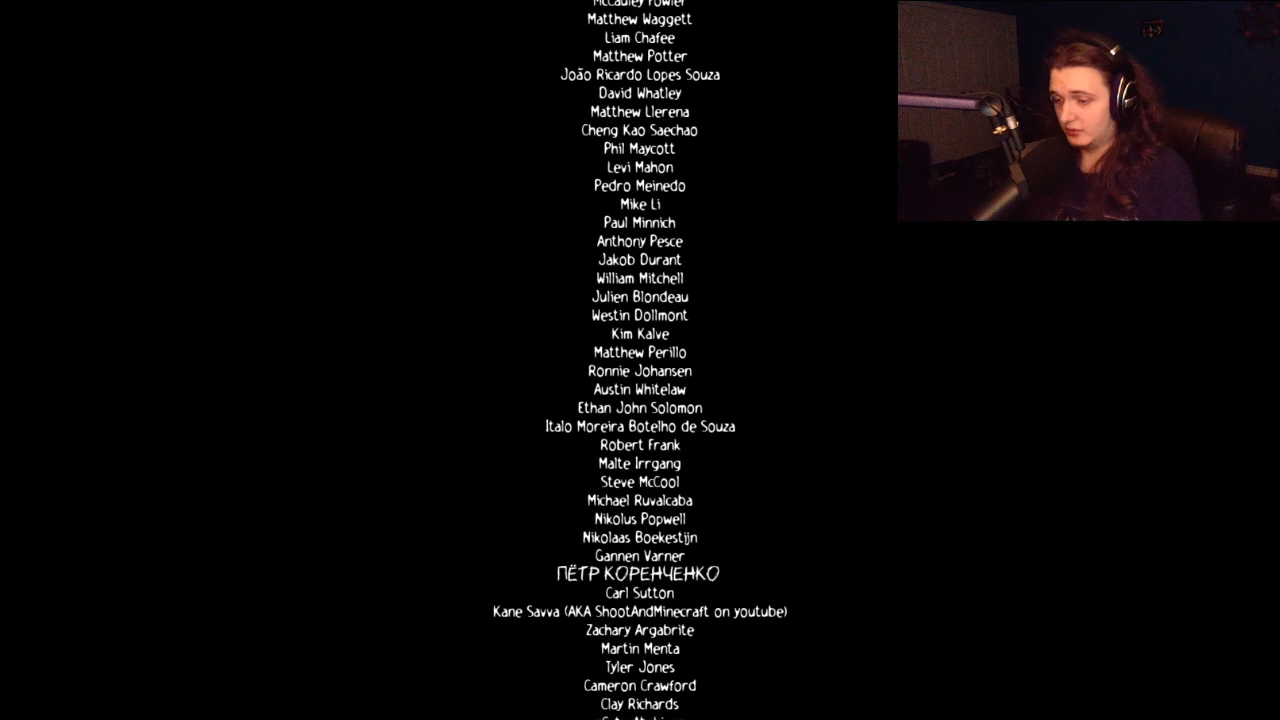 McCauley Fowler
Matthew Waggett
Liam Chafee
Matthew Potter
João Ricardo Lopes Souza
David Whatley
Matthew Llerena
Cheng Kao Saechao
Phil Maycott
Levi Mahon
Pedro Meinedo
Mike Li
Paul Minnich
Anthony Pesce
Jakob Durant
William Mitchell
Julien Blondeau
Westin Dollmont
Kim Kalve
Matthew Perillo
Ronnie Johansen
Austin Whitelaw
Ethan John Solomon
Italo Moreira Botelho de Souza
Robert Frank
Malte Irrgang
Steve McCool
Michael Ruvalcaba
Nikolus Popwell
Nikolaas Boekestijn
Gannen Varner
ПЁТР КОРЕНЧЕНКО
Carl Sutton
Kane Savva (AKA ShootAndMinecraft on youtube)
Zachary Argabrite
Martin Menta
Tyler Jones
Cameron Crawford
Clay Richards